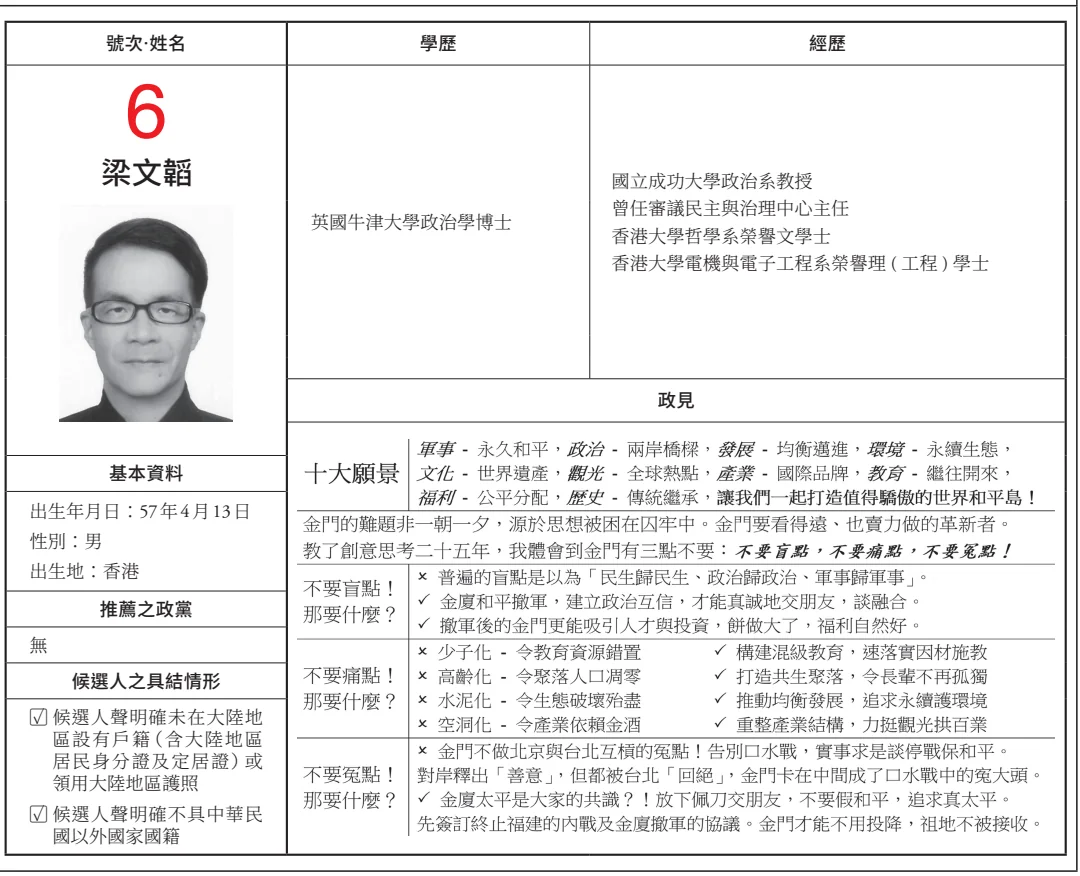 號次·姓名
學歷
經歷
6
梁文韜
英國牛津大學政治學博士
國立成功大學政治系教授
曾任審議民主與治理中心主任
香港大學哲學系榮譽文學士
香港大學電機與電子工程系榮譽理(工程)學士
基本資料
出生年月日：57年4月13日
性別：男
出生地：香港
推薦之政黨
無
候選人之具結情形
☑ 候選人聲明確未在大陸地
區設有戶籍(含大陸地區
居民身分證及定居證)或
領用大陸地區護照
☑ 候選人聲明確不具中華民
國以外國家國籍
政見
十大願景
軍事 - 永久和平，政治 - 兩岸橋樑，發展 - 均衡邁進，環境 - 永續生態，
文化 - 世界遺產，觀光 - 全球熱點，產業 - 國際品牌，教育 - 繼往開來，
福利 - 公平分配，歷史 - 傳統繼承，讓我們一起打造值得驕傲的世界和平島！
金門的難題非一朝一夕，源於思想被困在囚牢中。金門要看得遠、也賣力做的革新者。
教了創意思考二十五年，我體會到金門有三點不要：不要盲點，不要痛點，不要冤點！
不要盲點！
那要什麼？
× 普遍的盲點是以為「民生歸民生、政治歸政治、軍事歸軍事」。
✓ 金廈和平撤軍，建立政治互信，才能真誠地交朋友，談融合。
✓ 撤軍後的金門更能吸引人才與投資，餅做大了，福利自然好。
不要痛點！
那要什麼？
× 少子化 - 令教育資源錯置 ✓ 構建混級教育，速落實因材施教
× 高齡化 - 令聚落人口凋零 ✓ 打造共生聚落，令長輩不再孤獨
× 水泥化 - 令生態破壞殆盡 ✓ 推動均衡發展，追求永續護環境
× 空洞化 - 令產業依賴金酒 ✓ 重整產業結構，力挺觀光拱百業
不要冤點！
那要什麼？
× 金門不做北京與台北互槓的冤點！告別口水戰，實事求是談停戰保和平。
對岸釋出「善意」，但都被台北「回絕」，金門卡在中間成了口水戰中的冤大頭。
✓ 金廈太平是大家的共識？！放下佩刀交朋友，不要假和平，追求真太平。
先簽訂終止福建的內戰及金廈撤軍的協議。金門才能不用投降，祖地不被接收。